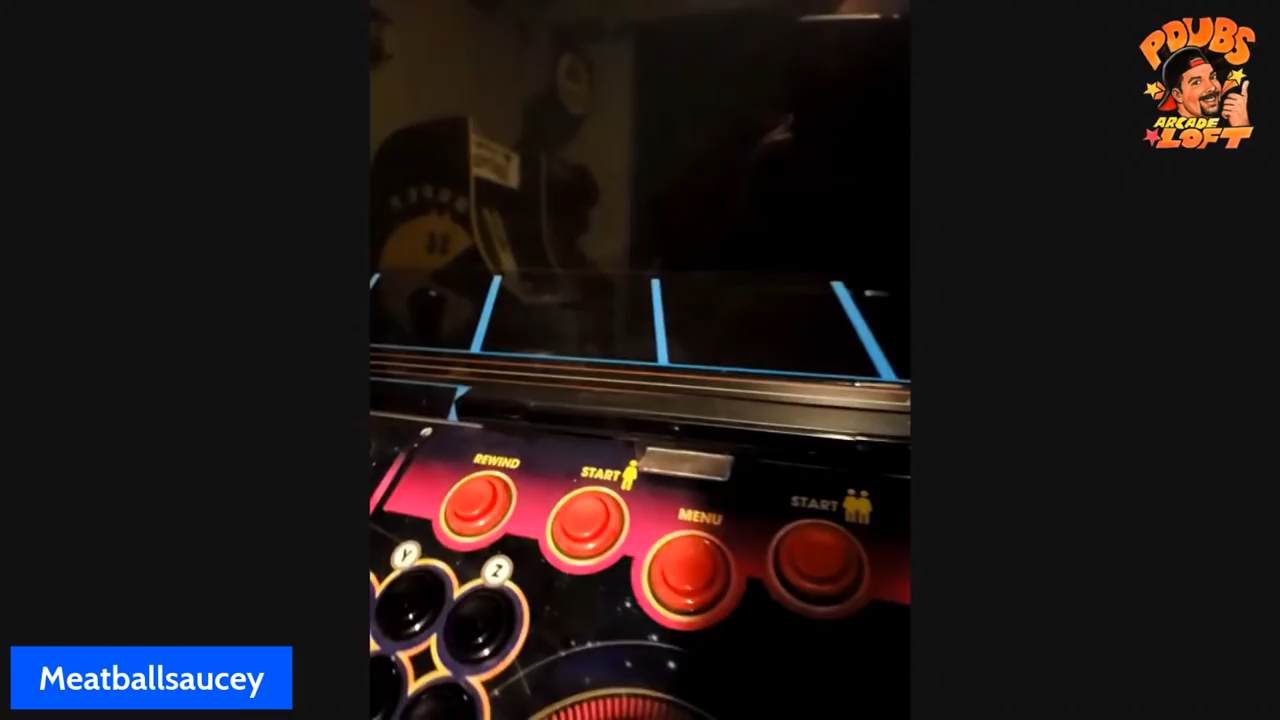 PDUBS
ARCADE
LOFT
REWIND
START
MENU
START
Y
Z
Meatballsaucey